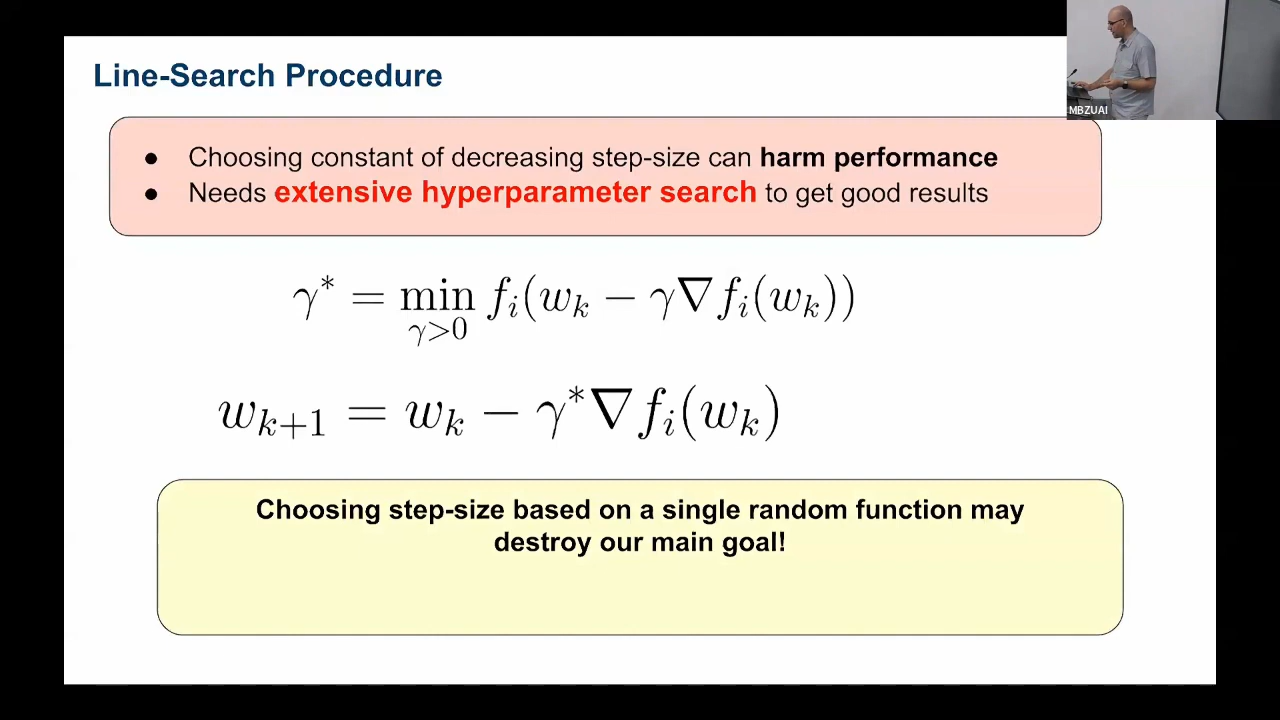 Line-Search Procedure
MBZUAI
● Choosing constant of decreasing step-size can harm performance
● Needs extensive hyperparameter search to get good results
γ* = min_{γ>0} f_i(w_k − γ∇f_i(w_k))
w_{k+1} = w_k − γ*∇f_i(w_k)
Choosing step-size based on a single random function may
destroy our main goal!